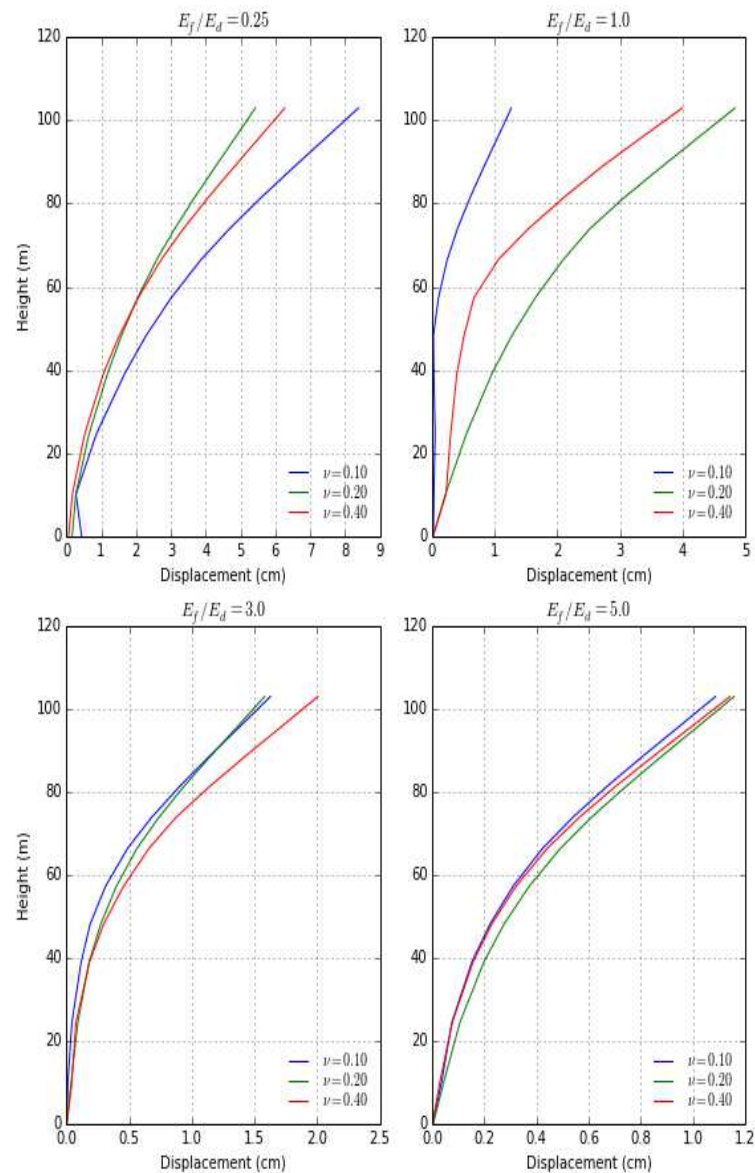 E_f/E_d=0.25
120
100
80
60
40
20
0
Height (m)
0 1 2 3 4 5 6 7 8 9
Displacement (cm)
ν=0.10
ν=0.20
ν=0.40
E_f/E_d=1.0
120
100
80
60
40
20
0
0 1 2 3 4 5
Displacement (cm)
ν=0.10
ν=0.20
ν=0.40
E_f/E_d=3.0
120
100
80
60
40
20
0
Height (m)
0.0 0.5 1.0 1.5 2.0 2.5
Displacement (cm)
ν=0.10
ν=0.20
ν=0.40
E_f/E_d=5.0
120
100
80
60
40
20
0
0.0 0.2 0.4 0.6 0.8 1.0 1.2
Displacement (cm)
ν=0.10
ν=0.20
ν=0.40